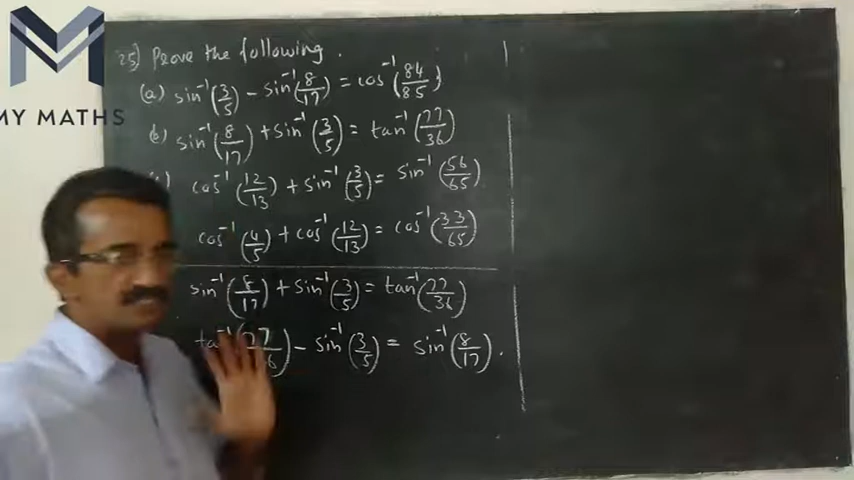 MY MATHS
25) Prove the following.
(a) sin⁻¹(3/5) - sin⁻¹(8/17) = cos⁻¹(84/85)
(b) sin⁻¹(8/17) + sin⁻¹(3/5) = tan⁻¹(77/36)
cos⁻¹(12/13) + sin⁻¹(3/5) = sin⁻¹(56/65)
cos⁻¹(4/5) + cos⁻¹(12/13) = cos⁻¹(33/65)
sin⁻¹(8/17) + sin⁻¹(3/5) = tan⁻¹(77/36)
- sin⁻¹(3/5) = sin⁻¹(8/17).